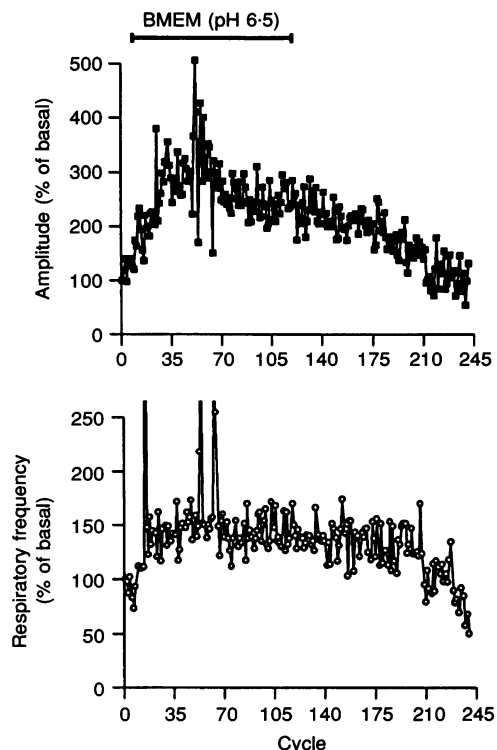 BMEM (pH 6·5)
500
400
300
200
100
0
Amplitude (% of basal)
0 35 70 105 140 175 210 245
250
200
150
100
50
0
Respiratory frequency
(% of basal)
0 35 70 105 140 175 210 245
Cycle